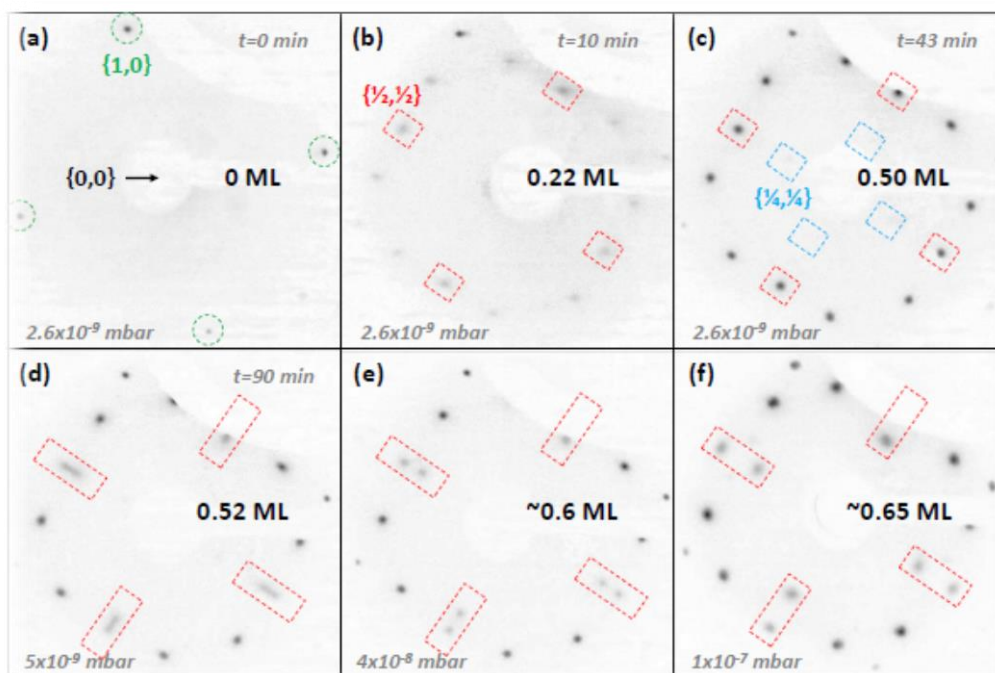 (a) t=0 min
{1,0}
{0,0} → 0 ML
2.6x10⁻⁹ mbar
(b) t=10 min
{½,½}
0.22 ML
2.6x10⁻⁹ mbar
(c) t=43 min
0.50 ML
{¼,¼}
2.6x10⁻⁹ mbar
(d) t=90 min
0.52 ML
5x10⁻⁹ mbar
(e)
~0.6 ML
4x10⁻⁸ mbar
(f)
~0.65 ML
1x10⁻⁷ mbar